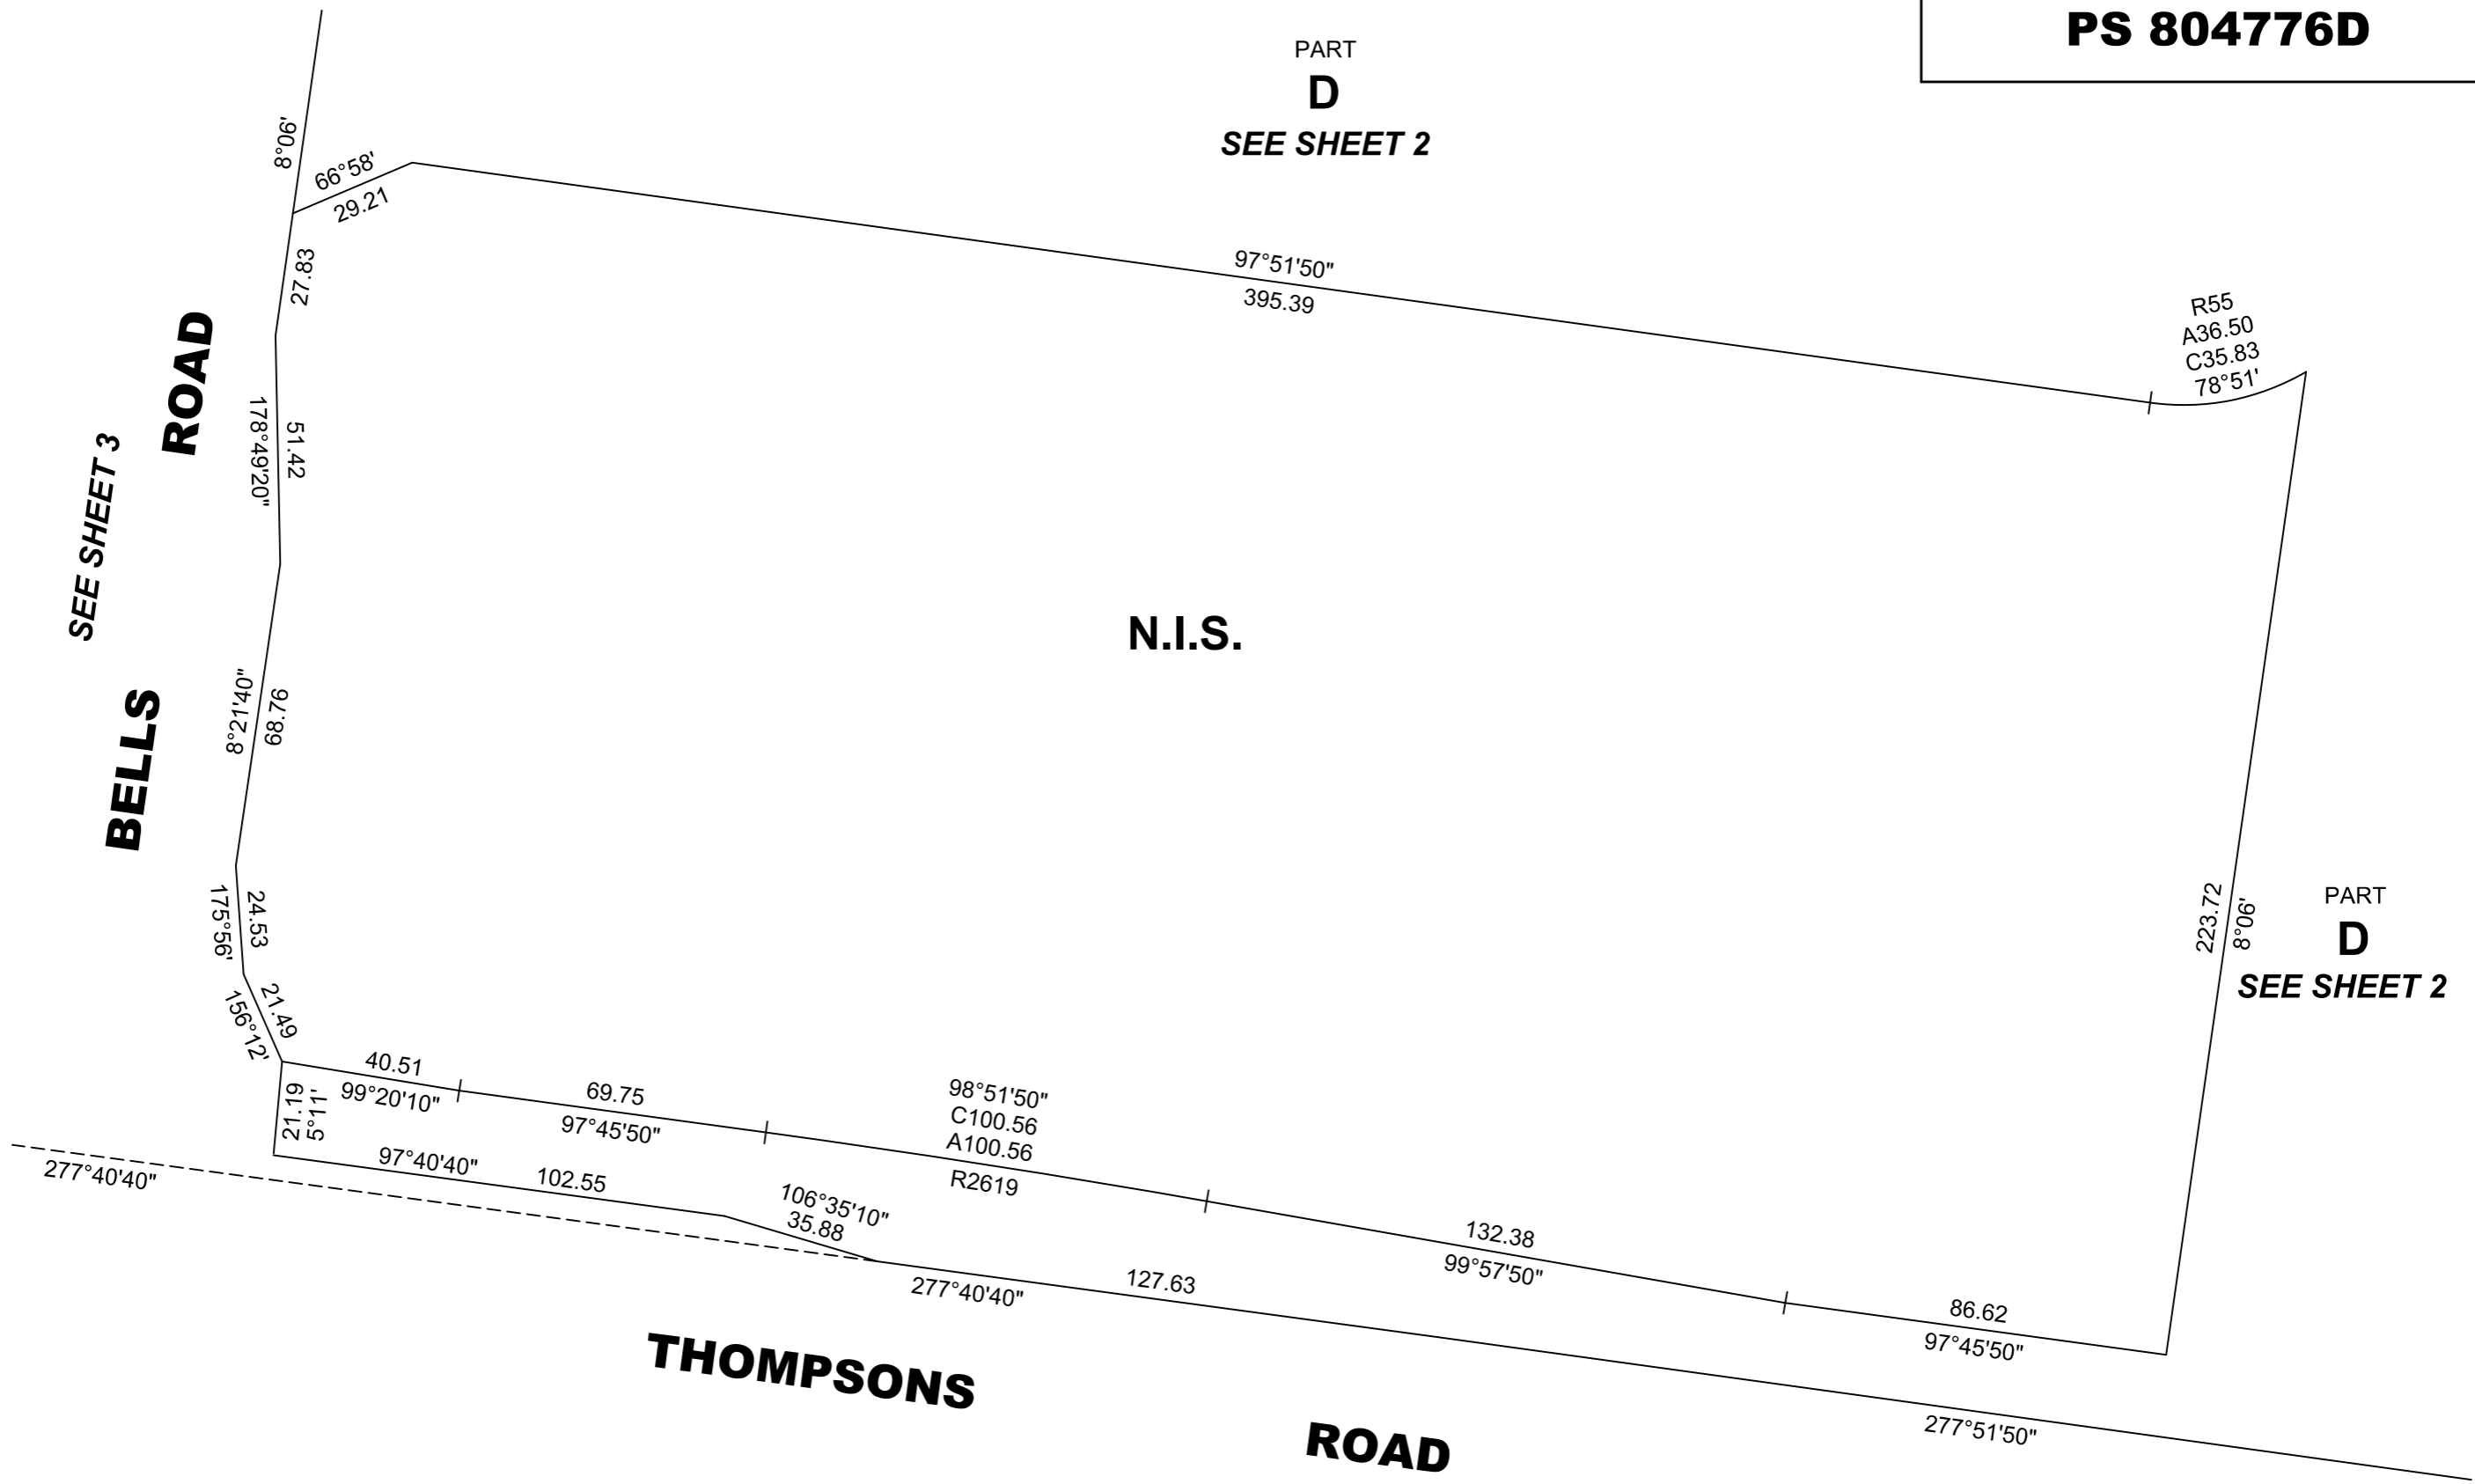 PS 804776D
PART
D
SEE SHEET 2
8°06'
66°58'
29.21
27.83
97°51'50"
395.39
R55
A36.50
C35.83
78°51'
BELLS ROAD
SEE SHEET 3
178°49'20"
51.42
N.I.S.
8°21'40"
68.76
223.72
8°06'
PART
D
SEE SHEET 2
175°56'
24.53
156°12'
21.49
40.51
99°20'10"
69.75
97°45'50"
98°51'50"
C100.56
A100.56
R2619
21.19
5°11'
277°40'40"
97°40'40"
102.55
106°35'10"
35.88
277°40'40"
127.63
132.38
99°57'50"
86.62
97°45'50"
277°51'50"
THOMPSONS ROAD